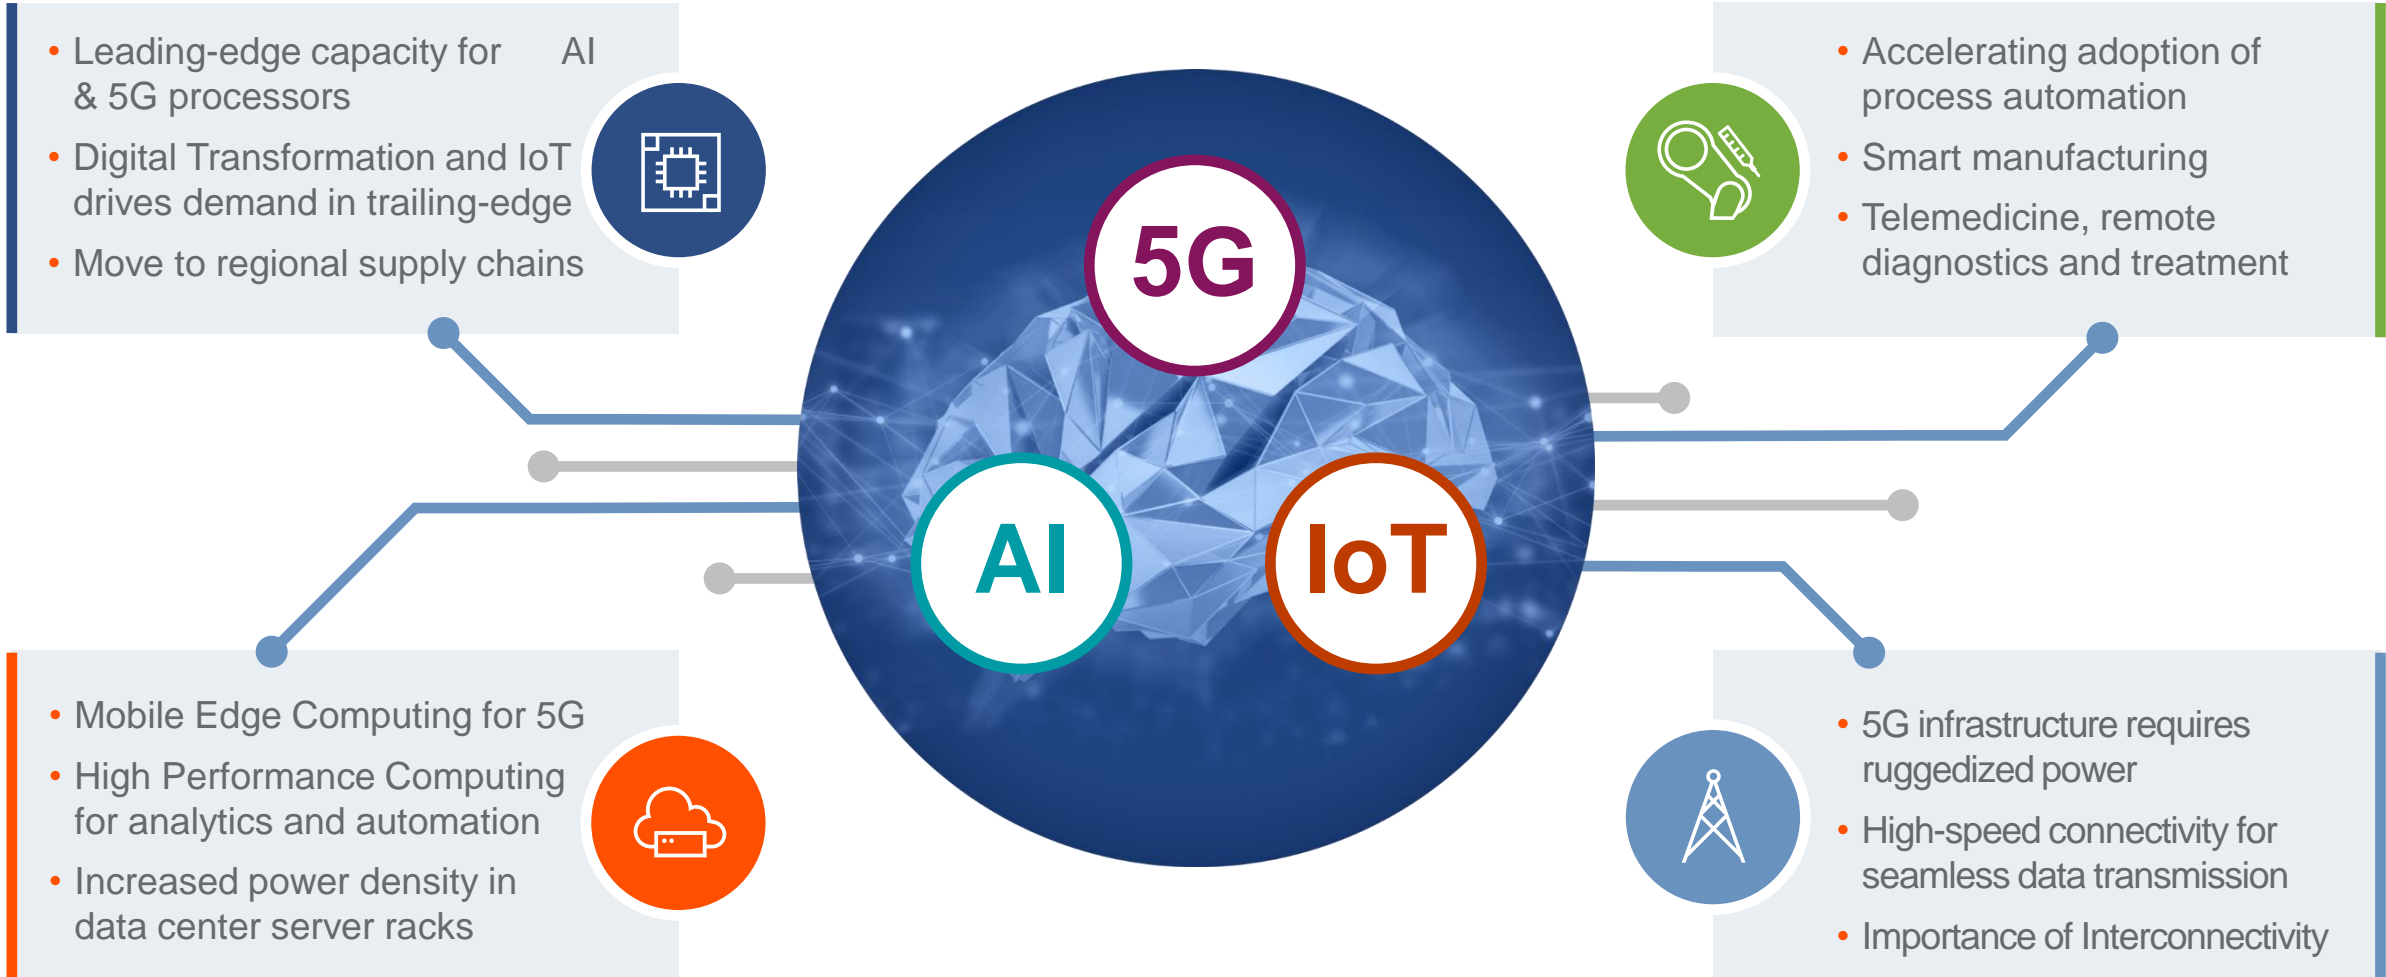 • Leading-edge capacity for AI
& 5G processors
• Digital Transformation and IoT
drives demand in trailing-edge
• Move to regional supply chains
• Accelerating adoption of
process automation
• Smart manufacturing
• Telemedicine, remote
diagnostics and treatment
5G
AI
IoT
• Mobile Edge Computing for 5G
• High Performance Computing
for analytics and automation
• Increased power density in
data center server racks
• 5G infrastructure requires
ruggedized power
• High-speed connectivity for
seamless data transmission
• Importance of Interconnectivity